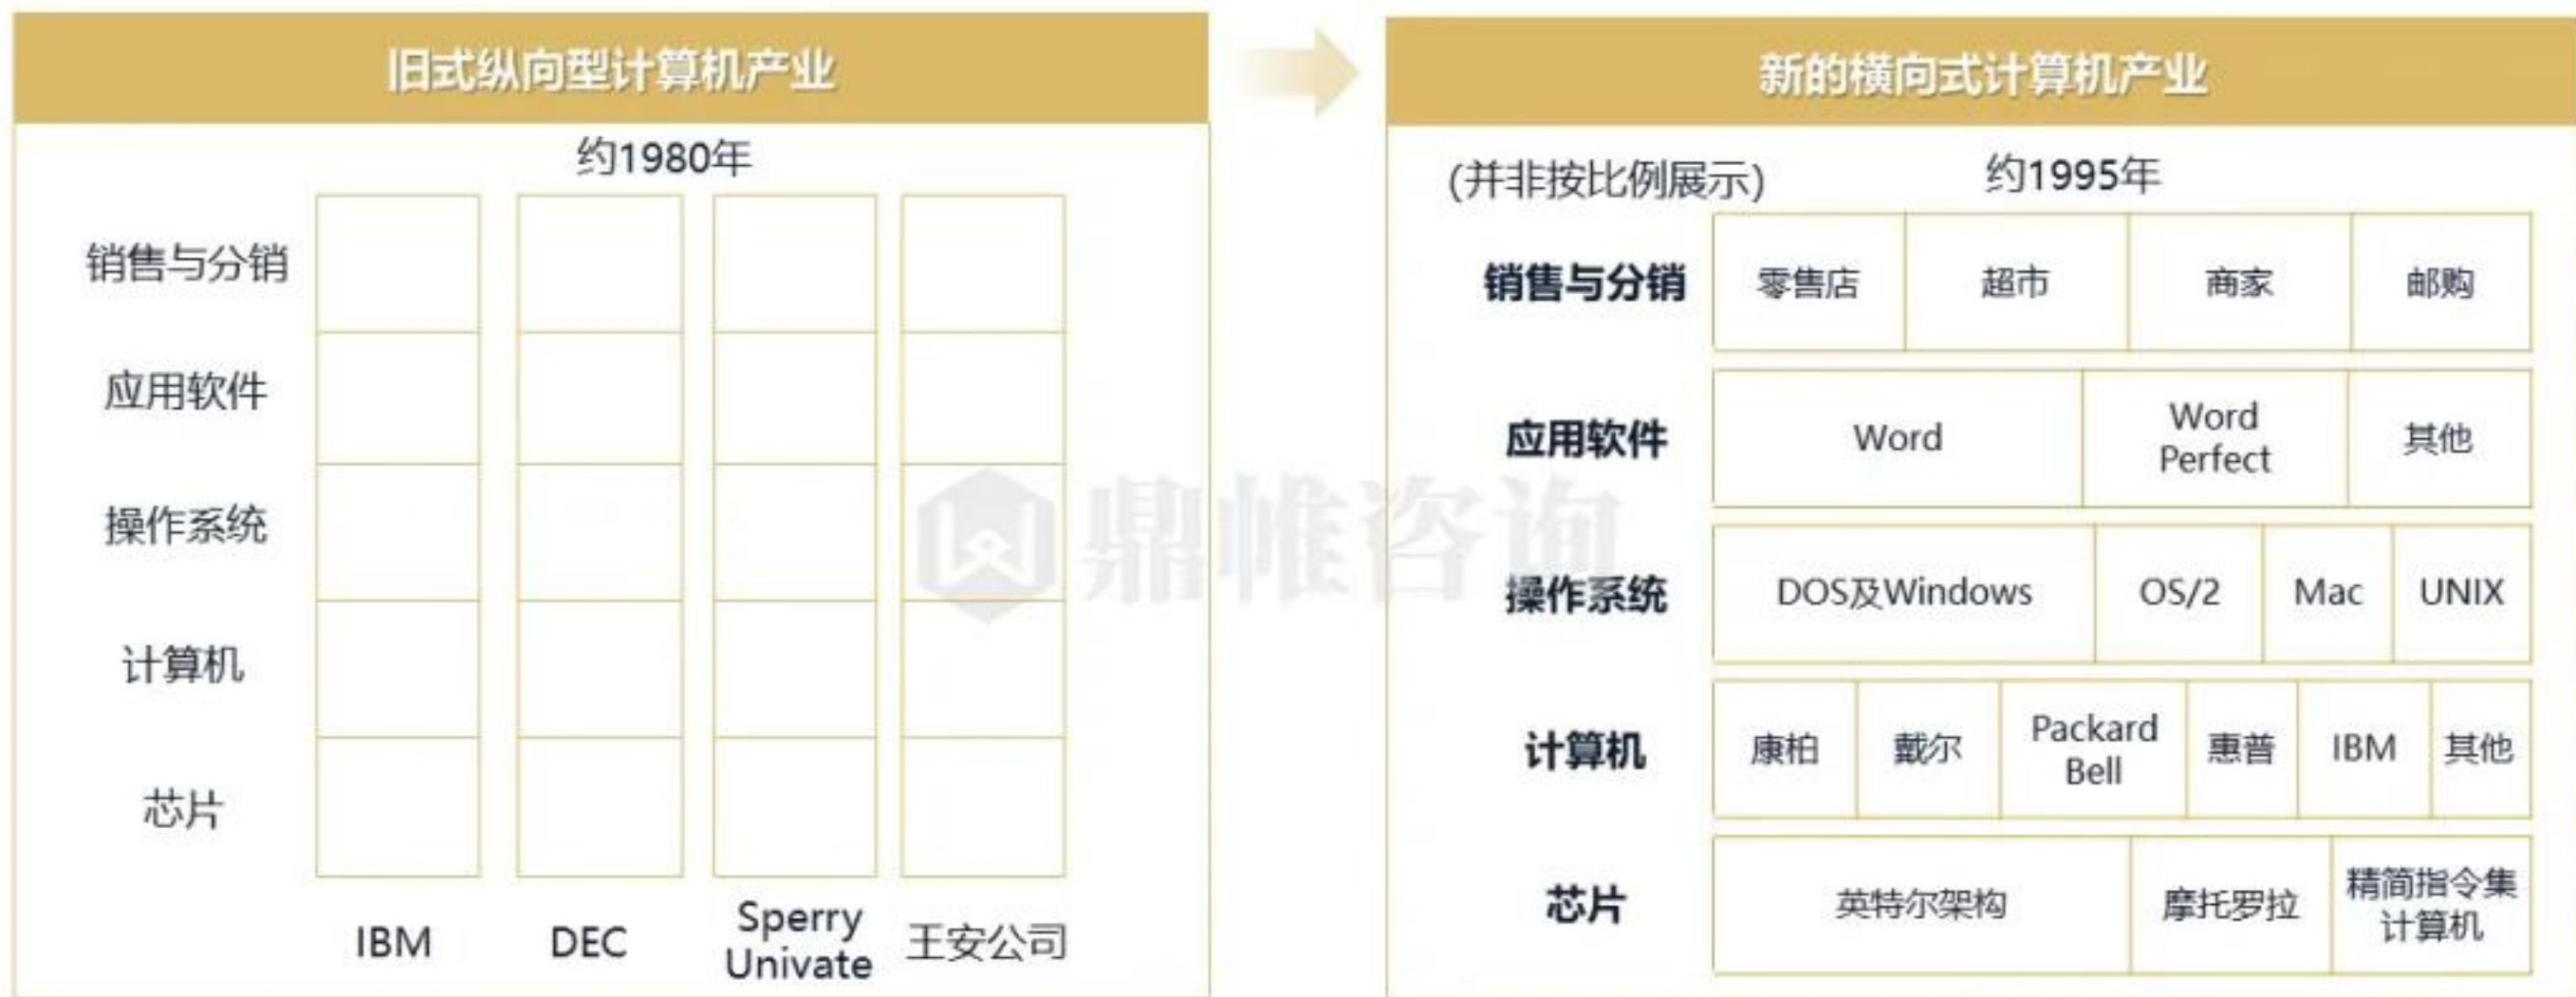 旧式纵向型计算机产业
约1980年
销售与分销
应用软件
操作系统
计算机
芯片
IBM
DEC
Sperry
Univate
王安公司
新的横向式计算机产业
(并非按比例展示)
约1995年
销售与分销
零售店
超市
商家
邮购
应用软件
Word
Word
Perfect
其他
操作系统
DOS及Windows
OS/2
Mac
UNIX
计算机
康柏
戴尔
Packard
Bell
惠普
IBM
其他
芯片
英特尔架构
摩托罗拉
精简指令集
计算机
鼎帷咨询